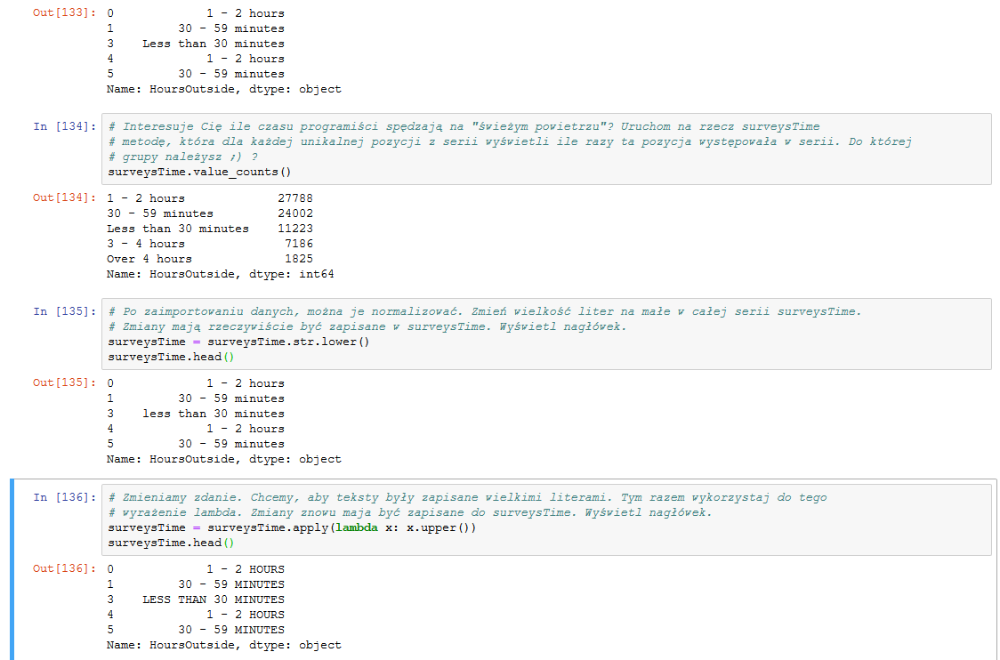 Out[133]: 0             1 - 2 hours
1         30 - 59 minutes
3    Less than 30 minutes
4             1 - 2 hours
5         30 - 59 minutes
Name: HoursOutside, dtype: object
In [134]: # Interesuje Cię ile czasu programiści spędzają na "świeżym powietrzu"? Uruchom na rzecz surveysTime
# metodę, która dla każdej unikalnej pozycji z serii wyświetli ile razy ta pozycja występowała w serii. Do której
# grupy należysz ;) ?
surveysTime.value_counts()
Out[134]: 1 - 2 hours             27788
30 - 59 minutes         24002
Less than 30 minutes    11223
3 - 4 hours              7186
Over 4 hours             1825
Name: HoursOutside, dtype: int64
In [135]: # Po zaimportowaniu danych, można je normalizować. Zmień wielkość liter na małe w całej serii surveysTime.
# Zmiany mają rzeczywiście być zapisane w surveysTime. Wyświetl nagłówek.
surveysTime = surveysTime.str.lower()
surveysTime.head()
Out[135]: 0             1 - 2 hours
1         30 - 59 minutes
3    less than 30 minutes
4             1 - 2 hours
5         30 - 59 minutes
Name: HoursOutside, dtype: object
In [136]: # Zmieniamy zdanie. Chcemy, aby teksty były zapisane wielkimi literami. Tym razem wykorzystaj do tego
# wyrażenie lambda. Zmiany znowu maja być zapisane do surveysTime. Wyświetl nagłówek.
surveysTime = surveysTime.apply(lambda x: x.upper())
surveysTime.head()
Out[136]: 0             1 - 2 HOURS
1         30 - 59 MINUTES
3    LESS THAN 30 MINUTES
4             1 - 2 HOURS
5         30 - 59 MINUTES
Name: HoursOutside, dtype: object